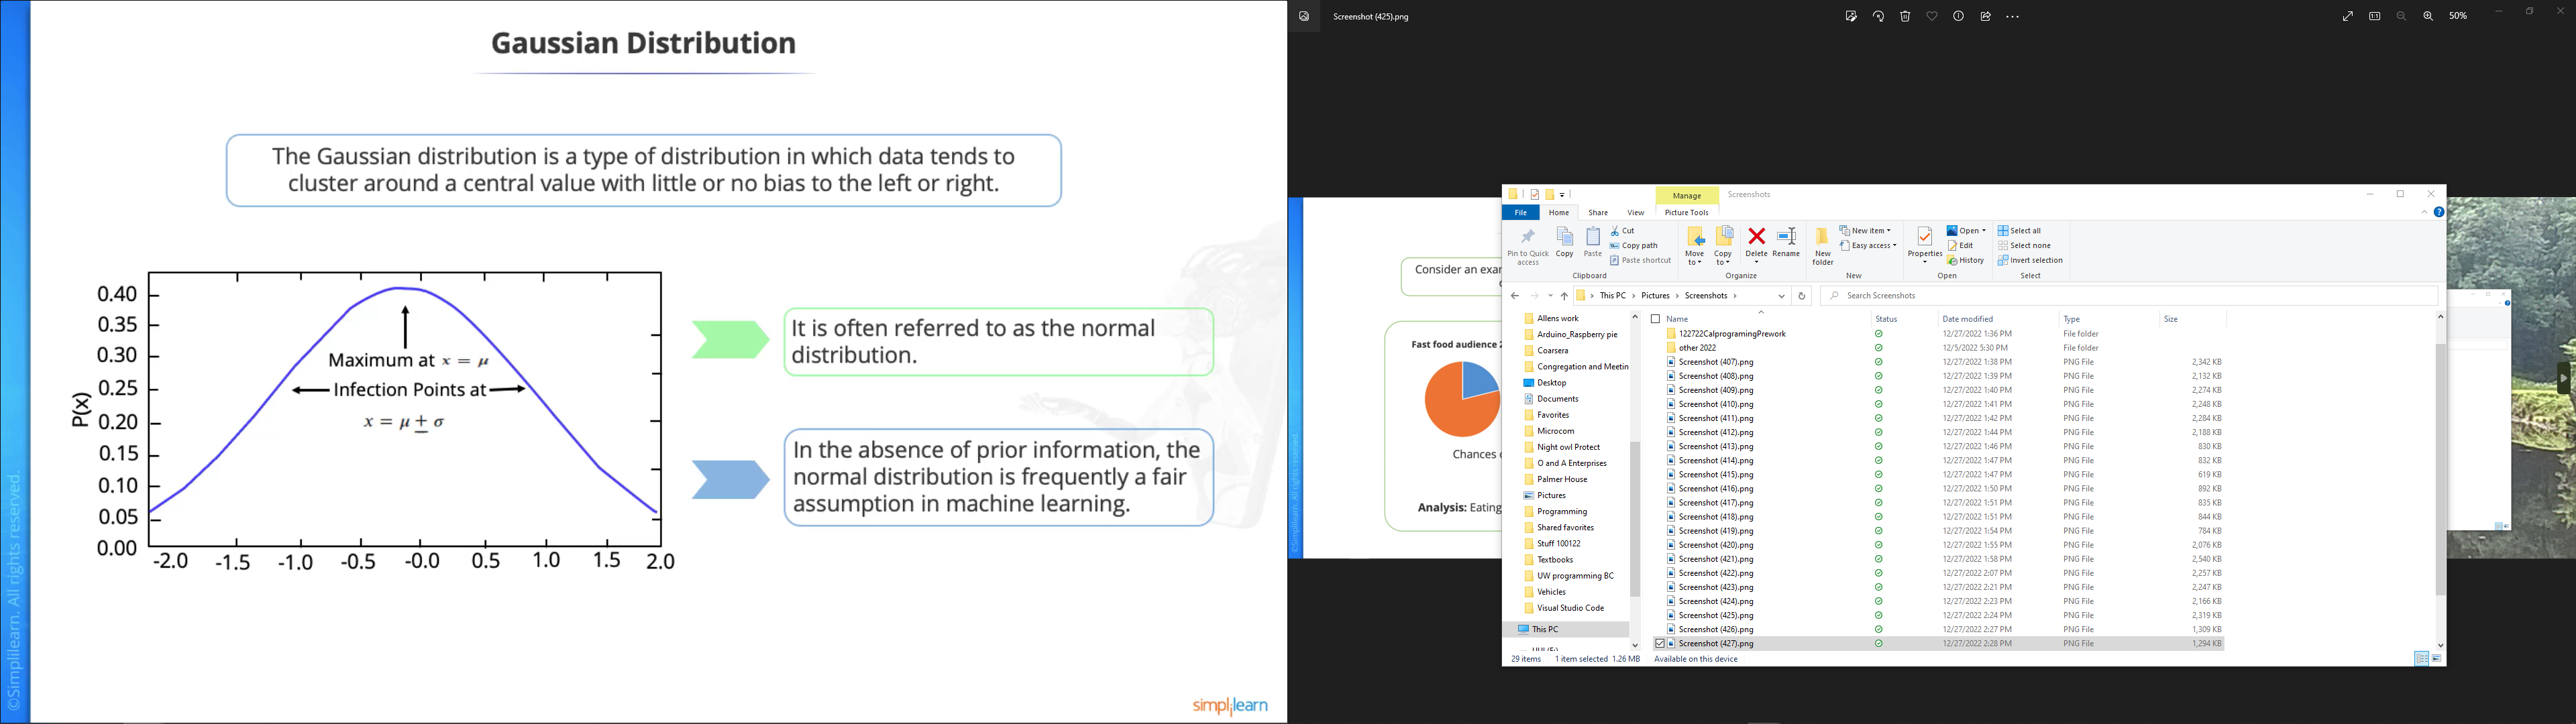 Gaussian Distribution
The Gaussian distribution is a type of distribution in which data tends to
cluster around a central value with little or no bias to the left or right.
0.40
0.35
0.30
0.25
0.20
0.15
0.10
0.05
0.00
P(x)
Maximum at x = μ
Infection Points at
x = μ ± σ
-2.0 -1.5 -1.0 -0.5 -0.0 0.5 1.0 1.5 2.0
It is often referred to as the normal
distribution.
In the absence of prior information, the
normal distribution is frequently a fair
assumption in machine learning.
©Simplilearn. All rights reserved.
simplilearn
Screenshot (425).png
50%
Consider an exar
Fast food audience 2
Chances o
Analysis: Eating
©Simplilearn. All rights reserved.
Manage Screenshots
File Home Share View Picture Tools
Pin to Quick
access
Copy
Paste
Cut
Copy path
Paste shortcut
Clipboard
Move
to
Copy
to
Delete
Rename
Organize
New
folder
New item
Easy access
New
Properties
Open
Edit
History
Open
Select all
Select none
Invert selection
Select
This PC > Pictures > Screenshots >
Search Screenshots
Allens work
Arduino_Raspberry pie
Coarsera
Congregation and Meetin
Desktop
Documents
Favorites
Microcom
Night owl Protect
O and A Enterprises
Palmer House
Pictures
Programming
Shared favorites
Stuff 100122
Textbooks
UW programming BC
Vehicles
Visual Studio Code
This PC
Name Status Date modified Type Size
122722CalprogramingPrework 12/27/2022 1:36 PM File folder
other 2022 12/5/2022 5:30 PM File folder
Screenshot (407).png 12/27/2022 1:38 PM PNG File 2,342 KB
Screenshot (408).png 12/27/2022 1:39 PM PNG File 2,132 KB
Screenshot (409).png 12/27/2022 1:40 PM PNG File 2,274 KB
Screenshot (410).png 12/27/2022 1:41 PM PNG File 2,248 KB
Screenshot (411).png 12/27/2022 1:42 PM PNG File 2,284 KB
Screenshot (412).png 12/27/2022 1:44 PM PNG File 2,188 KB
Screenshot (413).png 12/27/2022 1:46 PM PNG File 830 KB
Screenshot (414).png 12/27/2022 1:47 PM PNG File 832 KB
Screenshot (415).png 12/27/2022 1:47 PM PNG File 619 KB
Screenshot (416).png 12/27/2022 1:50 PM PNG File 892 KB
Screenshot (417).png 12/27/2022 1:51 PM PNG File 835 KB
Screenshot (418).png 12/27/2022 1:51 PM PNG File 844 KB
Screenshot (419).png 12/27/2022 1:54 PM PNG File 784 KB
Screenshot (420).png 12/27/2022 1:55 PM PNG File 2,076 KB
Screenshot (421).png 12/27/2022 1:58 PM PNG File 2,540 KB
Screenshot (422).png 12/27/2022 2:07 PM PNG File 2,257 KB
Screenshot (423).png 12/27/2022 2:21 PM PNG File 2,247 KB
Screenshot (424).png 12/27/2022 2:23 PM PNG File 2,166 KB
Screenshot (425).png 12/27/2022 2:24 PM PNG File 2,319 KB
Screenshot (426).png 12/27/2022 2:27 PM PNG File 1,309 KB
Screenshot (427).png 12/27/2022 2:28 PM PNG File 1,294 KB
29 items 1 item selected 1.26 MB Available on this device